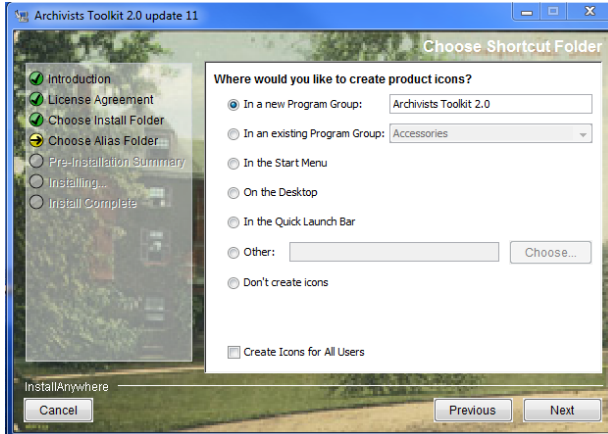 Archivists Toolkit 2.0 update 11
Choose Shortcut Folder
Introduction
License Agreement
Choose Install Folder
Choose Alias Folder
Pre-Installation Summary
Installing...
Install Complete
Where would you like to create product icons?
In a new Program Group: Archivists Toolkit 2.0
In an existing Program Group: Accessories
In the Start Menu
On the Desktop
In the Quick Launch Bar
Other: Choose...
Don't create icons
Create Icons for All Users
InstallAnywhere
Cancel Previous Next